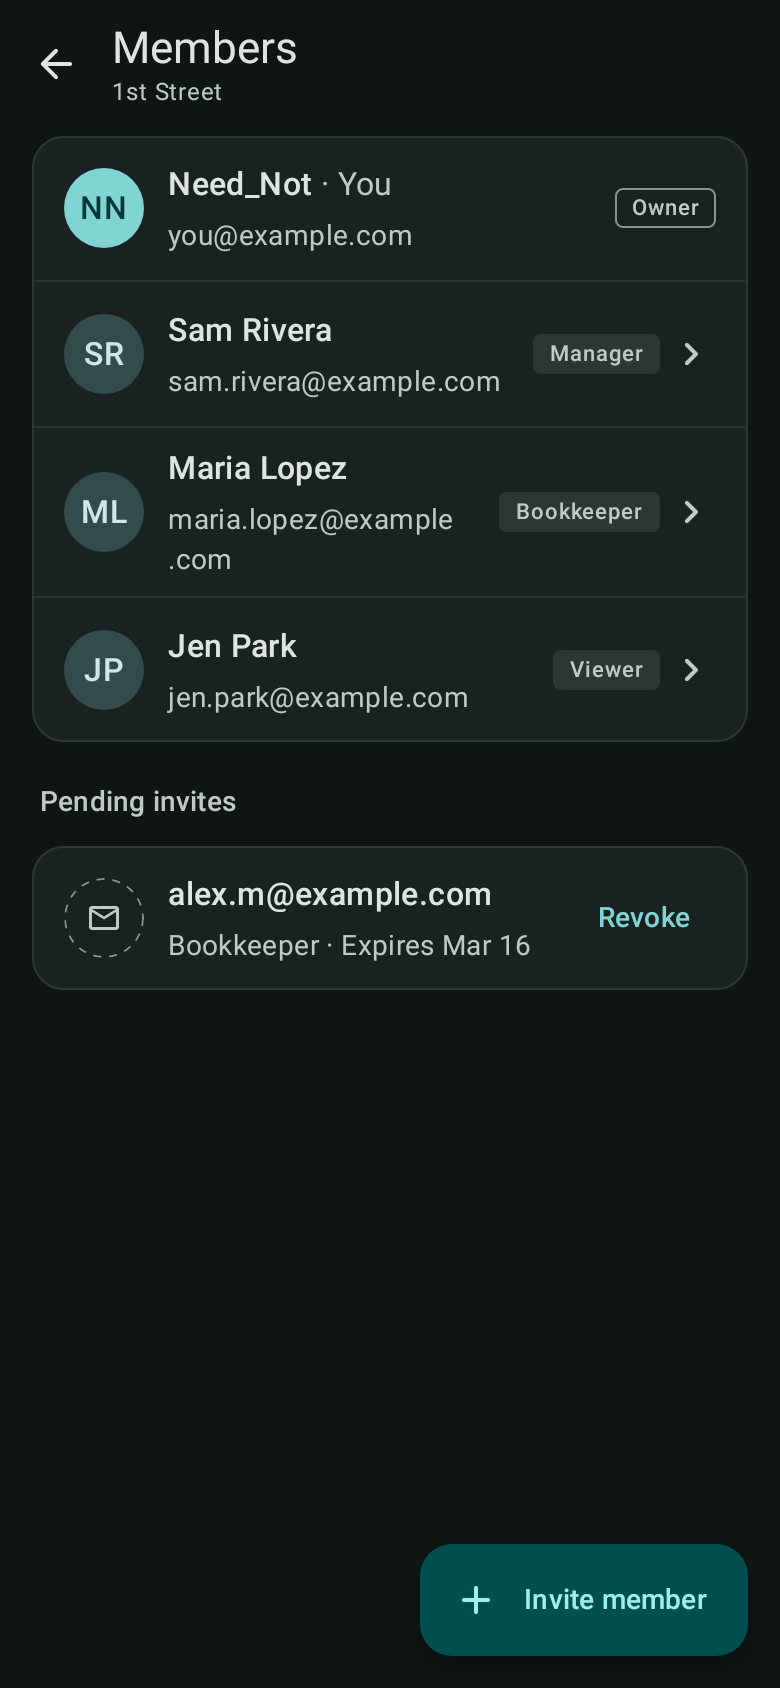 Members
1st Street
NN
Need_Not · You
you@example.com
Owner
SR
Sam Rivera
sam.rivera@example.com
Manager
ML
Maria Lopez
maria.lopez@example
.com
Bookkeeper
JP
Jen Park
jen.park@example.com
Viewer
Pending invites
alex.m@example.com
Bookkeeper · Expires Mar 16
Revoke
Invite member